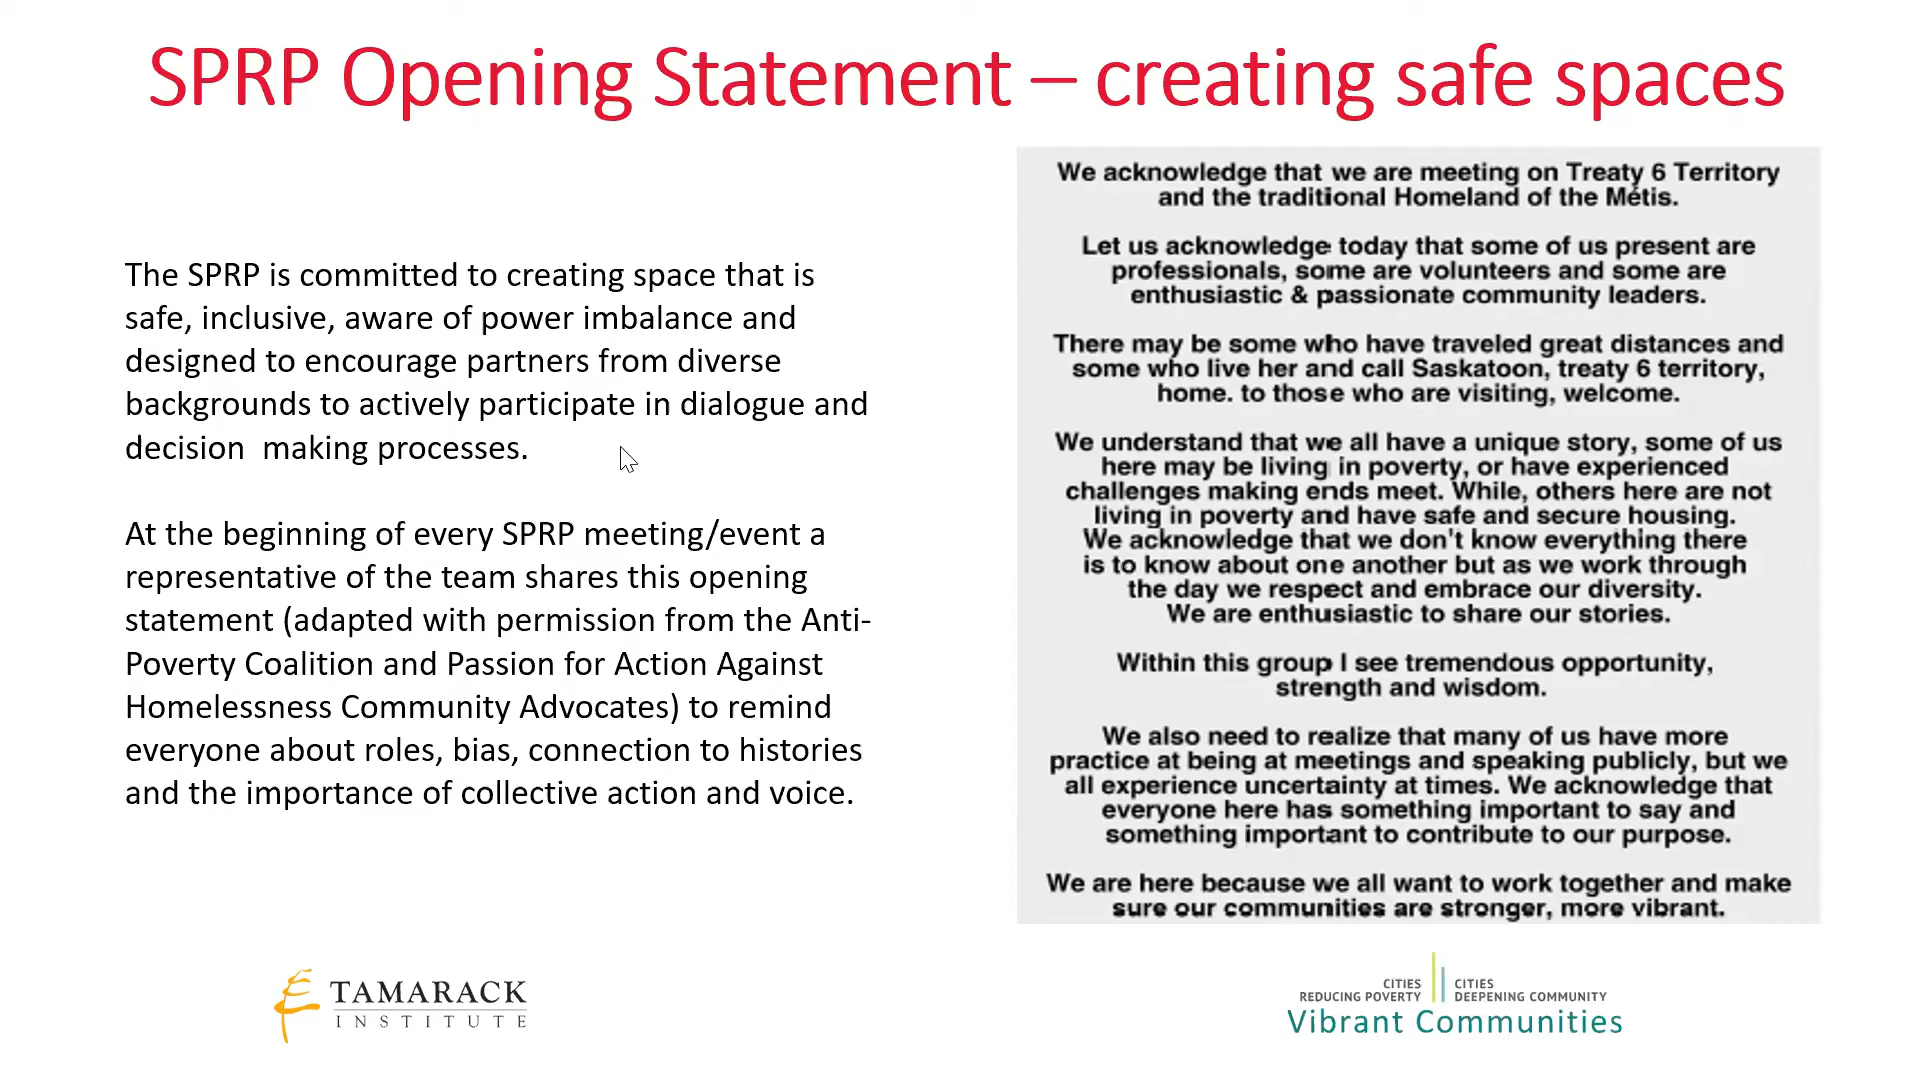 SPRP Opening Statement – creating safe spaces
The SPRP is committed to creating space that is
safe, inclusive, aware of power imbalance and
designed to encourage partners from diverse
backgrounds to actively participate in dialogue and
decision  making processes.
At the beginning of every SPRP meeting/event a
representative of the team shares this opening
statement (adapted with permission from the Anti-
Poverty Coalition and Passion for Action Against
Homelessness Community Advocates) to remind
everyone about roles, bias, connection to histories
and the importance of collective action and voice.
We acknowledge that we are meeting on Treaty 6 Territory
and the traditional Homeland of the Métis.
Let us acknowledge today that some of us present are
professionals, some are volunteers and some are
enthusiastic & passionate community leaders.
There may be some who have traveled great distances and
some who live her and call Saskatoon, treaty 6 territory,
home. to those who are visiting, welcome.
We understand that we all have a unique story, some of us
here may be living in poverty, or have experienced
challenges making ends meet. While, others here are not
living in poverty and have safe and secure housing.
We acknowledge that we don't know everything there
is to know about one another but as we work through
the day we respect and embrace our diversity.
We are enthusiastic to share our stories.
Within this group I see tremendous opportunity,
strength and wisdom.
We also need to realize that many of us have more
practice at being at meetings and speaking publicly, but we
all experience uncertainty at times. We acknowledge that
everyone here has something important to say and
something important to contribute to our purpose.
We are here because we all want to work together and make
sure our communities are stronger, more vibrant.
TAMARACK
INSTITUTE
CITIES
REDUCING POVERTY
CITIES
DEEPENING COMMUNITY
Vibrant Communities